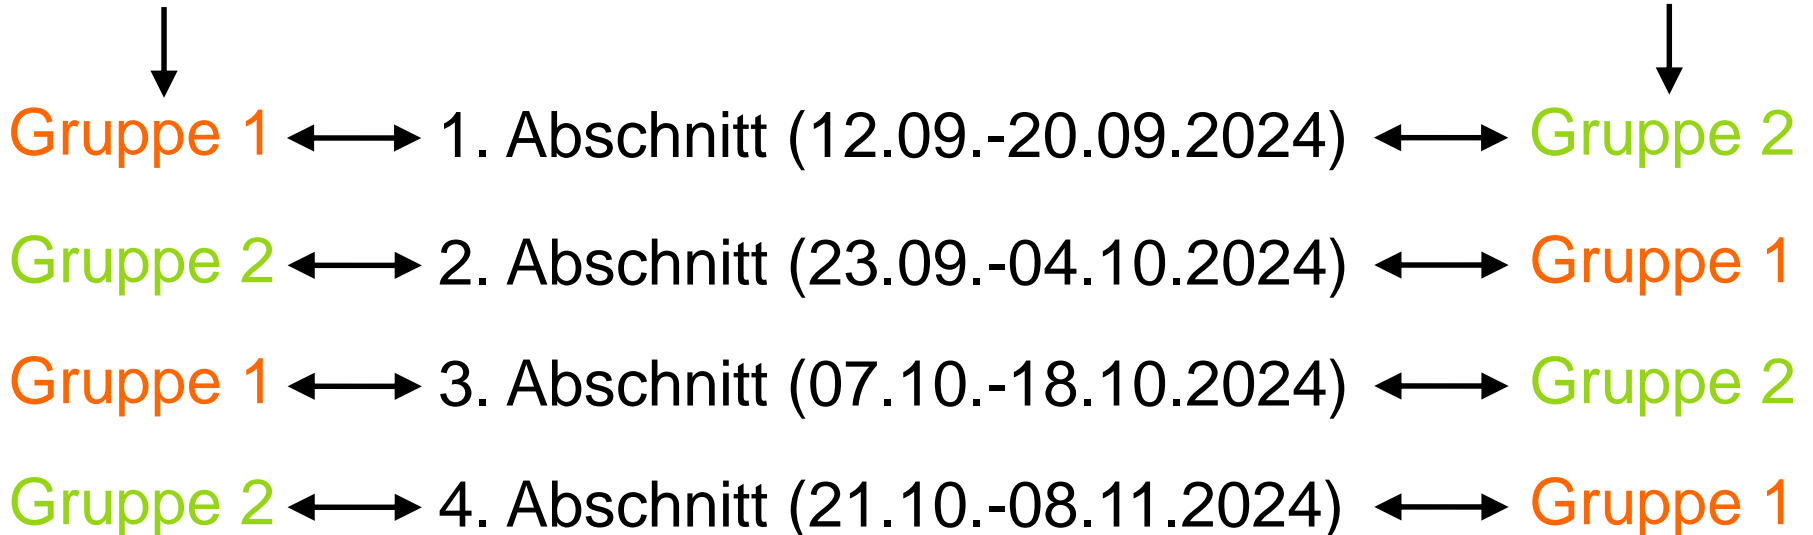 Gruppe 1 1. Abschnitt (12.09.-20.09.2024) Gruppe 2
Gruppe 2 2. Abschnitt (23.09.-04.10.2024) Gruppe 1
Gruppe 1 3. Abschnitt (07.10.-18.10.2024) Gruppe 2
Gruppe 2 4. Abschnitt (21.10.-08.11.2024) Gruppe 1